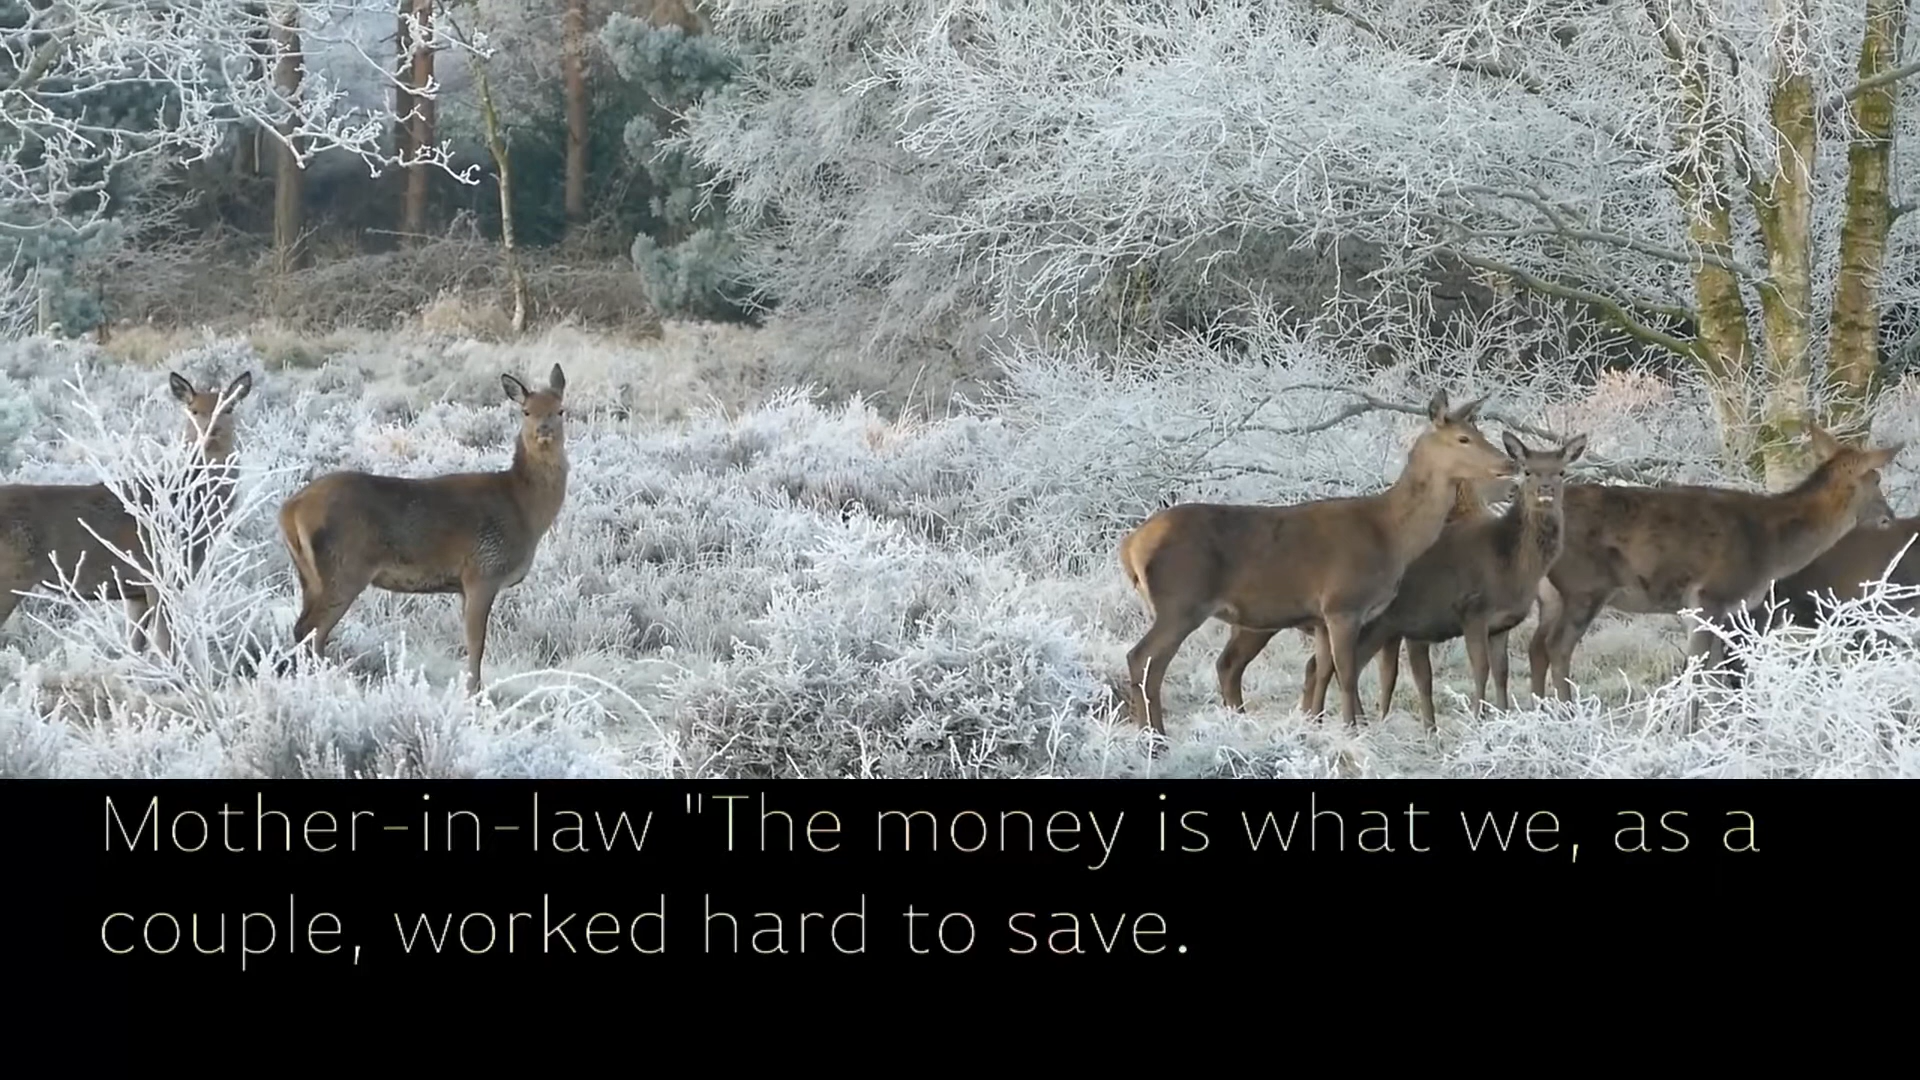 Mother-in-law "The money is what we, as a
couple, worked hard to save.